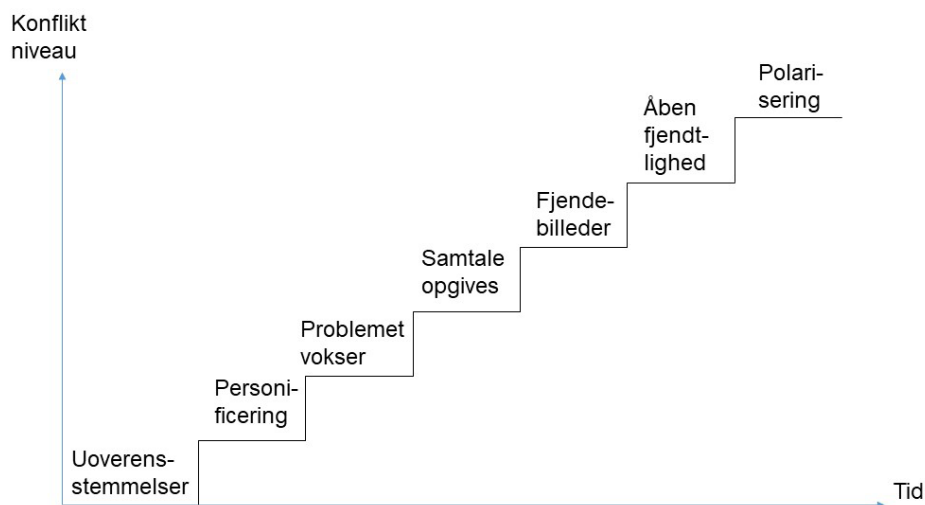 Konflikt
niveau
Polari-
sering
Åben
fjendt-
lighed
Fjende-
billeder
Samtale
opgives
Problemet
vokser
Personi-
ficering
Uoverens-
stemmelser
Tid